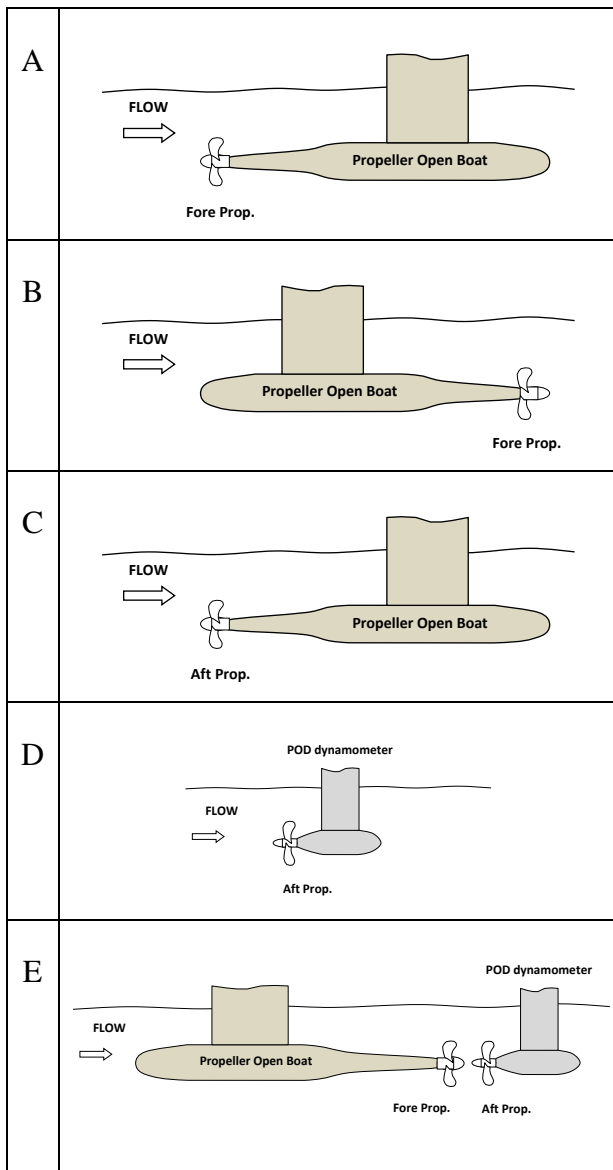 A
FLOW
Propeller Open Boat
Fore Prop.
B
FLOW
Propeller Open Boat
Fore Prop.
C
FLOW
Propeller Open Boat
Aft Prop.
D
POD dynamometer
FLOW
Aft Prop.
E
POD dynamometer
FLOW
Propeller Open Boat
Fore Prop. Aft Prop.